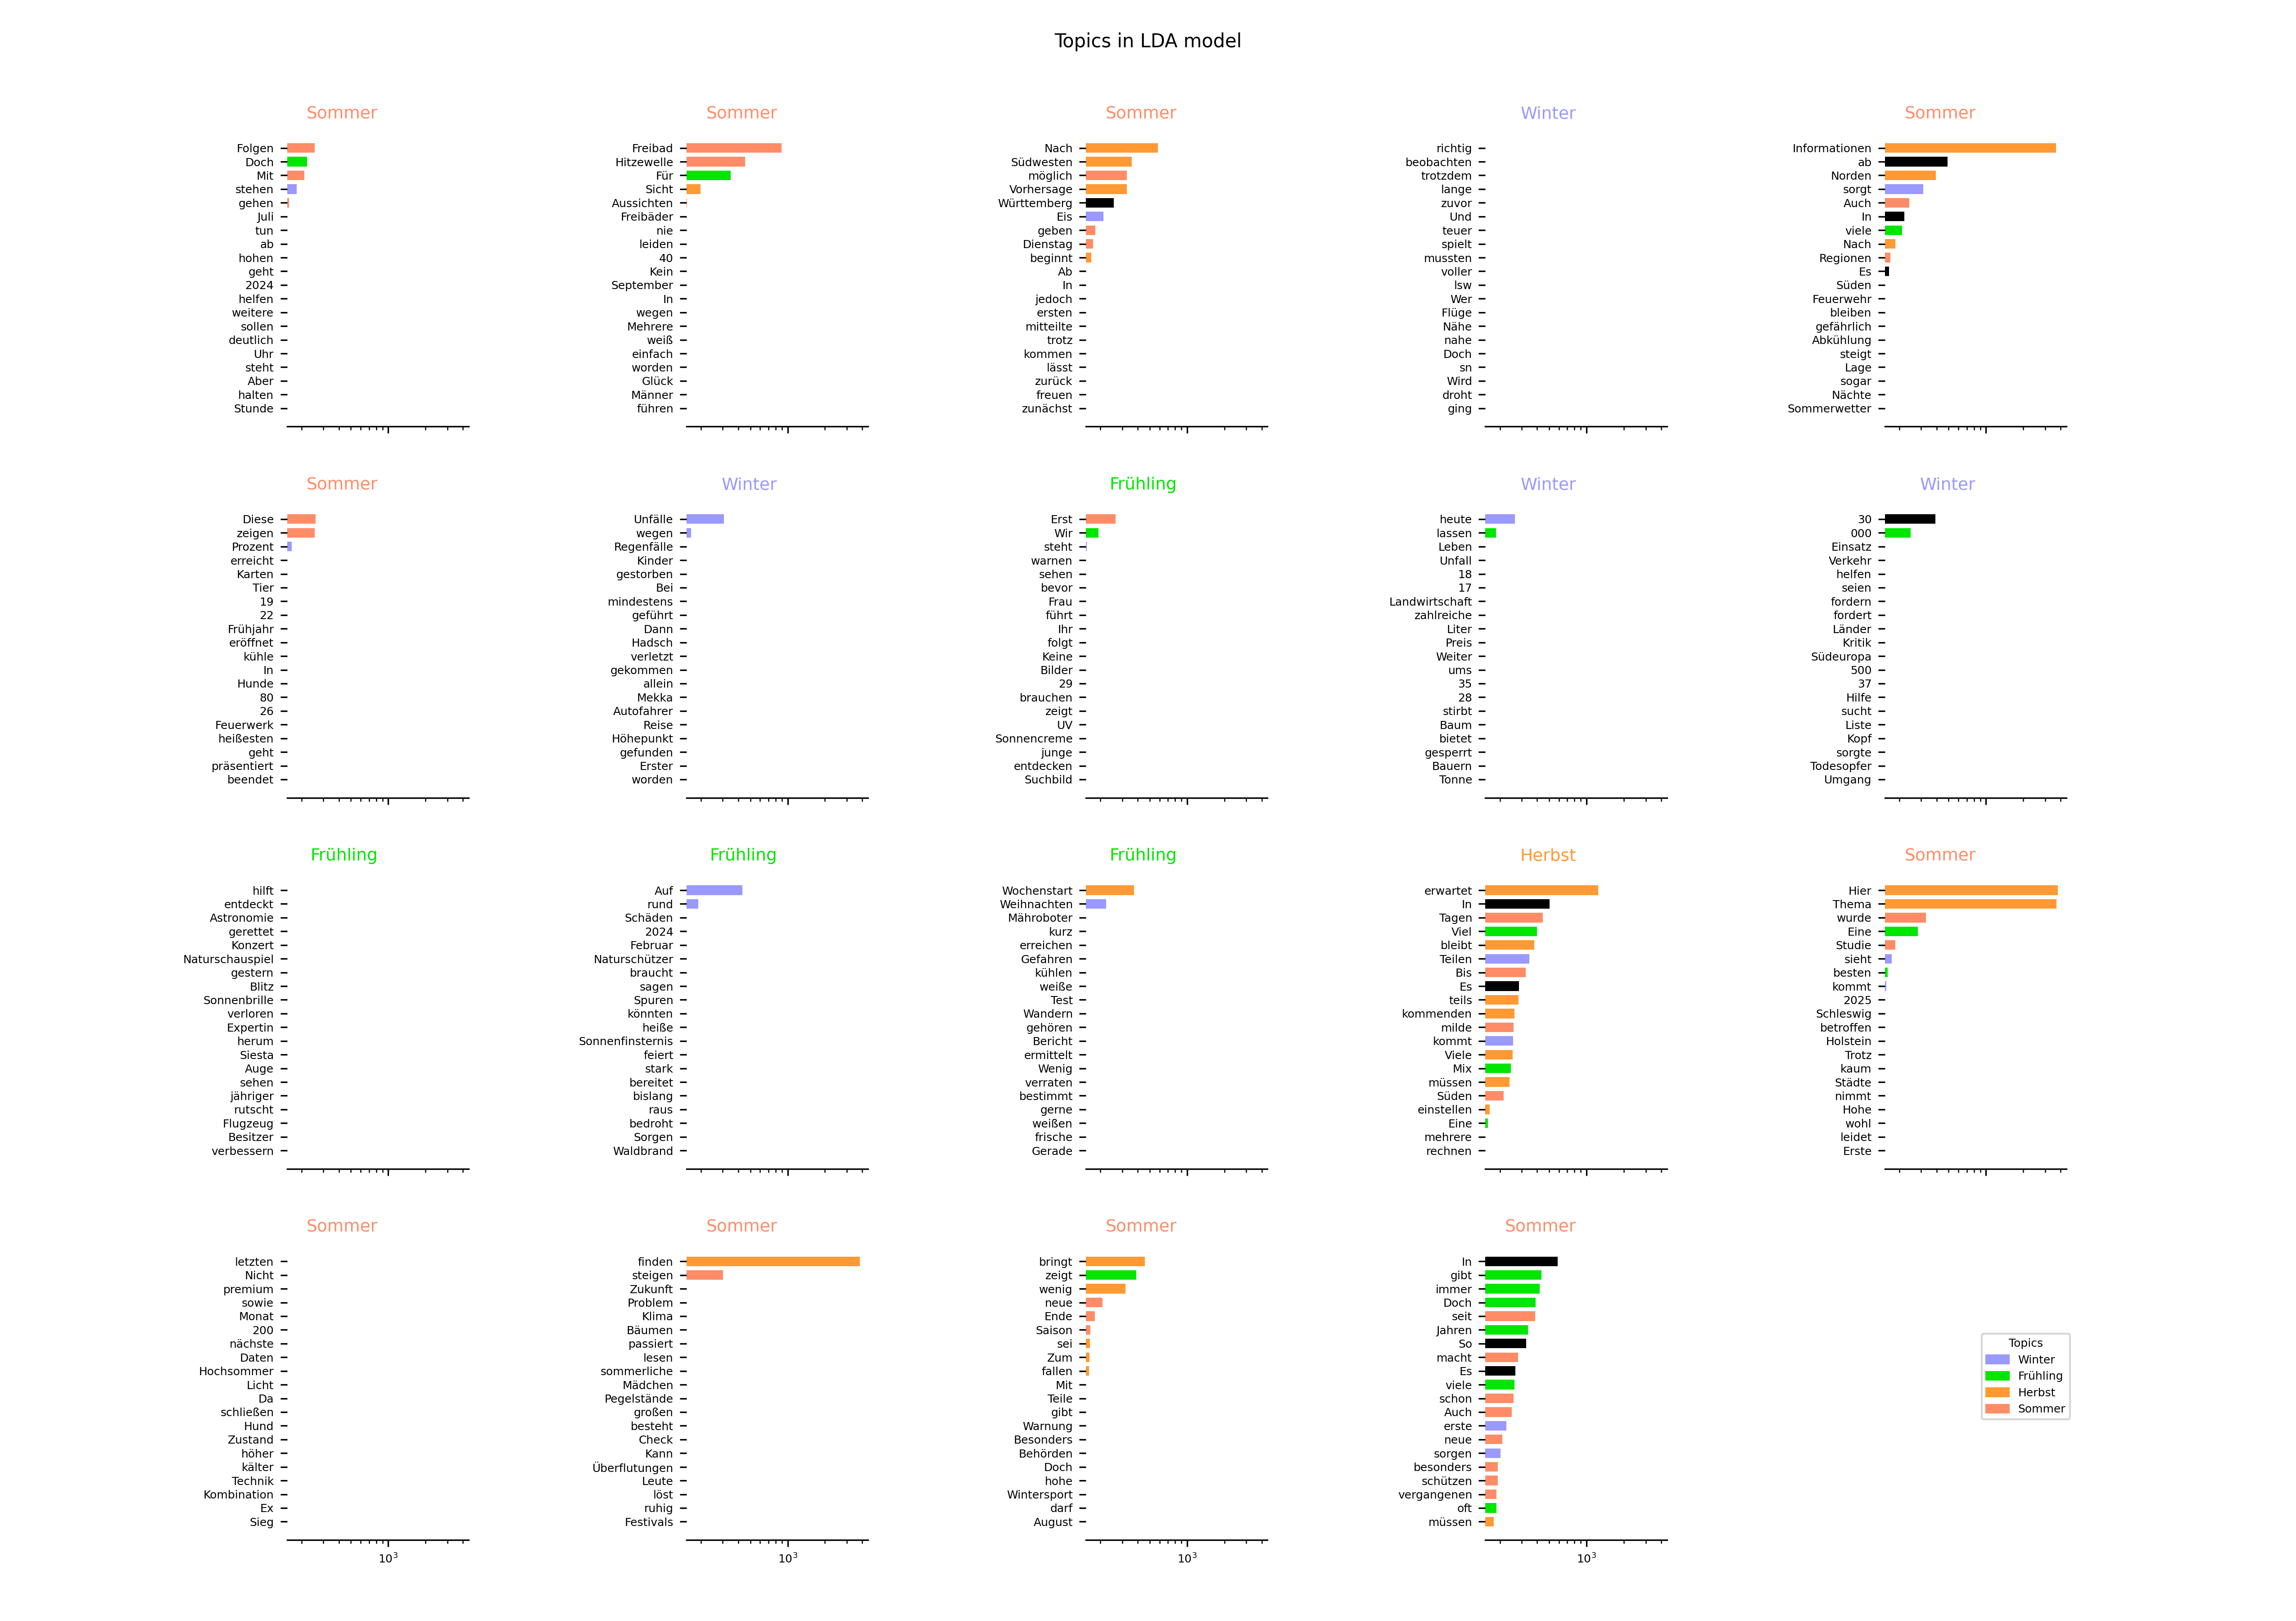 Topics in LDA model
Sommer
Folgen
Doch
Mit
stehen
gehen
Juli
tun
ab
hohen
geht
2024
helfen
weitere
sollen
deutlich
Uhr
steht
Aber
halten
Stunde
Sommer
Freibad
Hitzewelle
Für
Sicht
Aussichten
Freibäder
nie
leiden
40
Kein
September
In
wegen
Mehrere
weiß
einfach
worden
Glück
Männer
führen
Sommer
Nach
Südwesten
möglich
Vorhersage
Württemberg
Eis
geben
Dienstag
beginnt
Ab
In
jedoch
ersten
mitteilte
trotz
kommen
lässt
zurück
freuen
zunächst
Winter
richtig
beobachten
trotzdem
lange
zuvor
Und
teuer
spielt
mussten
voller
lsw
Wer
Flüge
Nähe
nahe
Doch
sn
Wird
droht
ging
Sommer
Informationen
ab
Norden
sorgt
Auch
In
viele
Nach
Regionen
Es
Süden
Feuerwehr
bleiben
gefährlich
Abkühlung
steigt
Lage
sogar
Nächte
Sommerwetter
Sommer
Diese
zeigen
Prozent
erreicht
Karten
Tier
19
22
Frühjahr
eröffnet
kühle
In
Hunde
80
26
Feuerwerk
heißesten
geht
präsentiert
beendet
Winter
Unfälle
wegen
Regenfälle
Kinder
gestorben
Bei
mindestens
geführt
Dann
Hadsch
verletzt
gekommen
allein
Mekka
Autofahrer
Reise
Höhepunkt
gefunden
Erster
worden
Frühling
Erst
Wir
steht
warnen
sehen
bevor
Frau
führt
Ihr
folgt
Keine
Bilder
29
brauchen
zeigt
UV
Sonnencreme
junge
entdecken
Suchbild
Winter
heute
lassen
Leben
Unfall
18
17
Landwirtschaft
zahlreiche
Liter
Preis
Weiter
ums
35
28
stirbt
Baum
bietet
gesperrt
Bauern
Tonne
Winter
30
000
Einsatz
Verkehr
helfen
seien
fordern
fordert
Länder
Kritik
Südeuropa
500
37
Hilfe
sucht
Liste
Kopf
sorgte
Todesopfer
Umgang
Frühling
hilft
entdeckt
Astronomie
gerettet
Konzert
Naturschauspiel
gestern
Blitz
Sonnenbrille
verloren
Expertin
herum
Siesta
Auge
sehen
jähriger
rutscht
Flugzeug
Besitzer
verbessern
Frühling
Auf
rund
Schäden
2024
Februar
Naturschützer
braucht
sagen
Spuren
könnten
heiße
Sonnenfinsternis
feiert
stark
bereitet
bislang
raus
bedroht
Sorgen
Waldbrand
Frühling
Wochenstart
Weihnachten
Mähroboter
kurz
erreichen
Gefahren
kühlen
weiße
Test
Wandern
gehören
Bericht
ermittelt
Wenig
verraten
bestimmt
gerne
weißen
frische
Gerade
Herbst
erwartet
In
Tagen
Viel
bleibt
Teilen
Bis
Es
teils
kommenden
milde
kommt
Viele
Mix
müssen
Süden
einstellen
Eine
mehrere
rechnen
Sommer
Hier
Thema
wurde
Eine
Studie
sieht
besten
kommt
2025
Schleswig
betroffen
Holstein
Trotz
kaum
Städte
nimmt
Hohe
wohl
leidet
Erste
Sommer
letzten
Nicht
premium
sowie
Monat
200
nächste
Daten
Hochsommer
Licht
Da
schließen
Hund
Zustand
höher
kälter
Technik
Kombination
Ex
Sieg
10³
Sommer
finden
steigen
Zukunft
Problem
Klima
Bäumen
passiert
lesen
sommerliche
Mädchen
Pegelstände
großen
besteht
Check
Kann
Überflutungen
Leute
löst
ruhig
Festivals
10³
Sommer
bringt
zeigt
wenig
neue
Ende
Saison
sei
Zum
fallen
Mit
Teile
gibt
Warnung
Besonders
Behörden
Doch
hohe
Wintersport
darf
August
10³
Sommer
In
gibt
immer
Doch
seit
Jahren
So
macht
Es
viele
schon
Auch
erste
neue
sorgen
besonders
schützen
vergangenen
oft
müssen
10³
Topics
Winter
Frühling
Herbst
Sommer